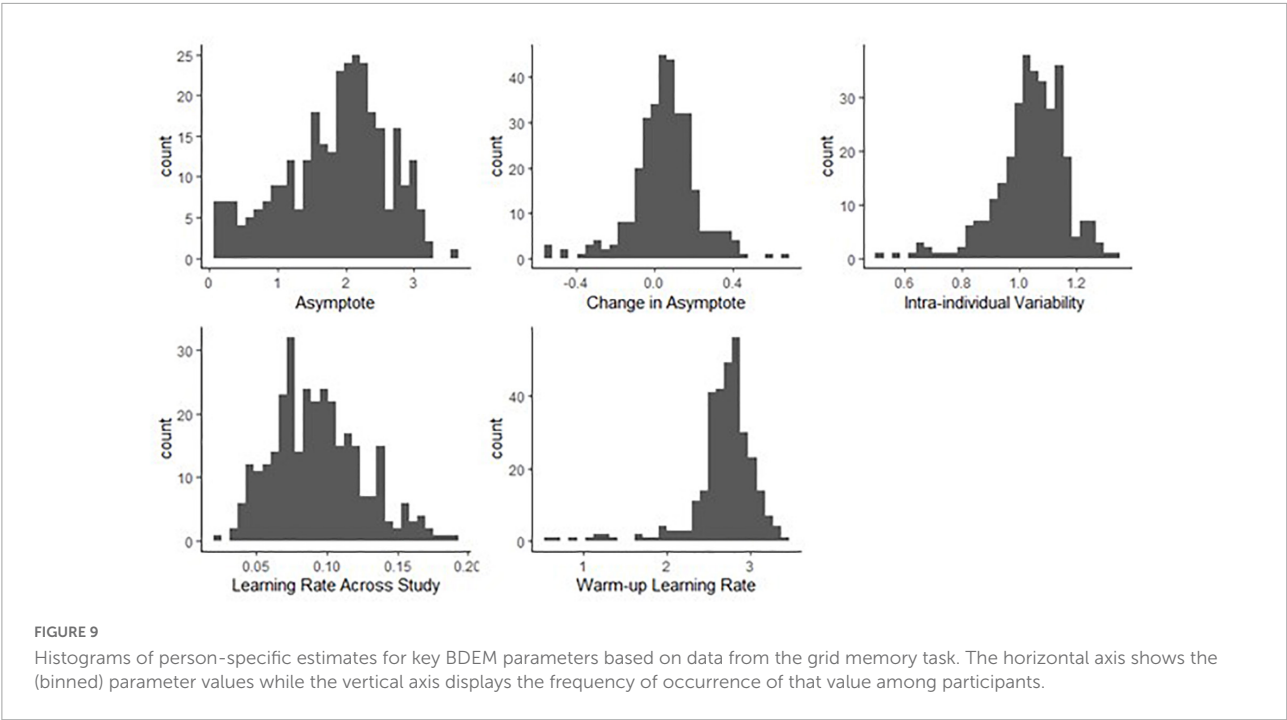 25
20
15
10
5
0
count
0 1 2 3
Asymptote
40
30
20
10
0
count
-0.4 0.0 0.4
Change in Asymptote
30
20
10
0
count
0.6 0.8 1.0 1.2
Intra-individual Variability
30
20
10
0
count
0.05 0.10 0.15 0.20
Learning Rate Across Study
40
20
0
count
1 2 3
Warm-up Learning Rate
FIGURE 9
Histograms of person-specific estimates for key BDEM parameters based on data from the grid memory task. The horizontal axis shows the
(binned) parameter values while the vertical axis displays the frequency of occurrence of that value among participants.